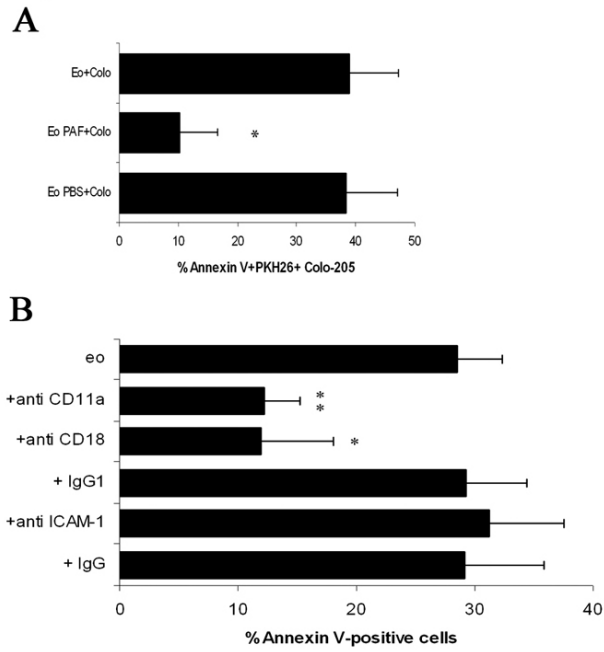 A
Eo+Colo
Eo PAF+Colo
*
Eo PBS+Colo
0 10 20 30 40 50
% Annexin V+PKH26+ Colo-205
B
eo
+anti CD11a
*
*
+anti CD18
*
+ IgG1
+anti ICAM-1
+ IgG
0 10 20 30 40
% Annexin V-positive cells